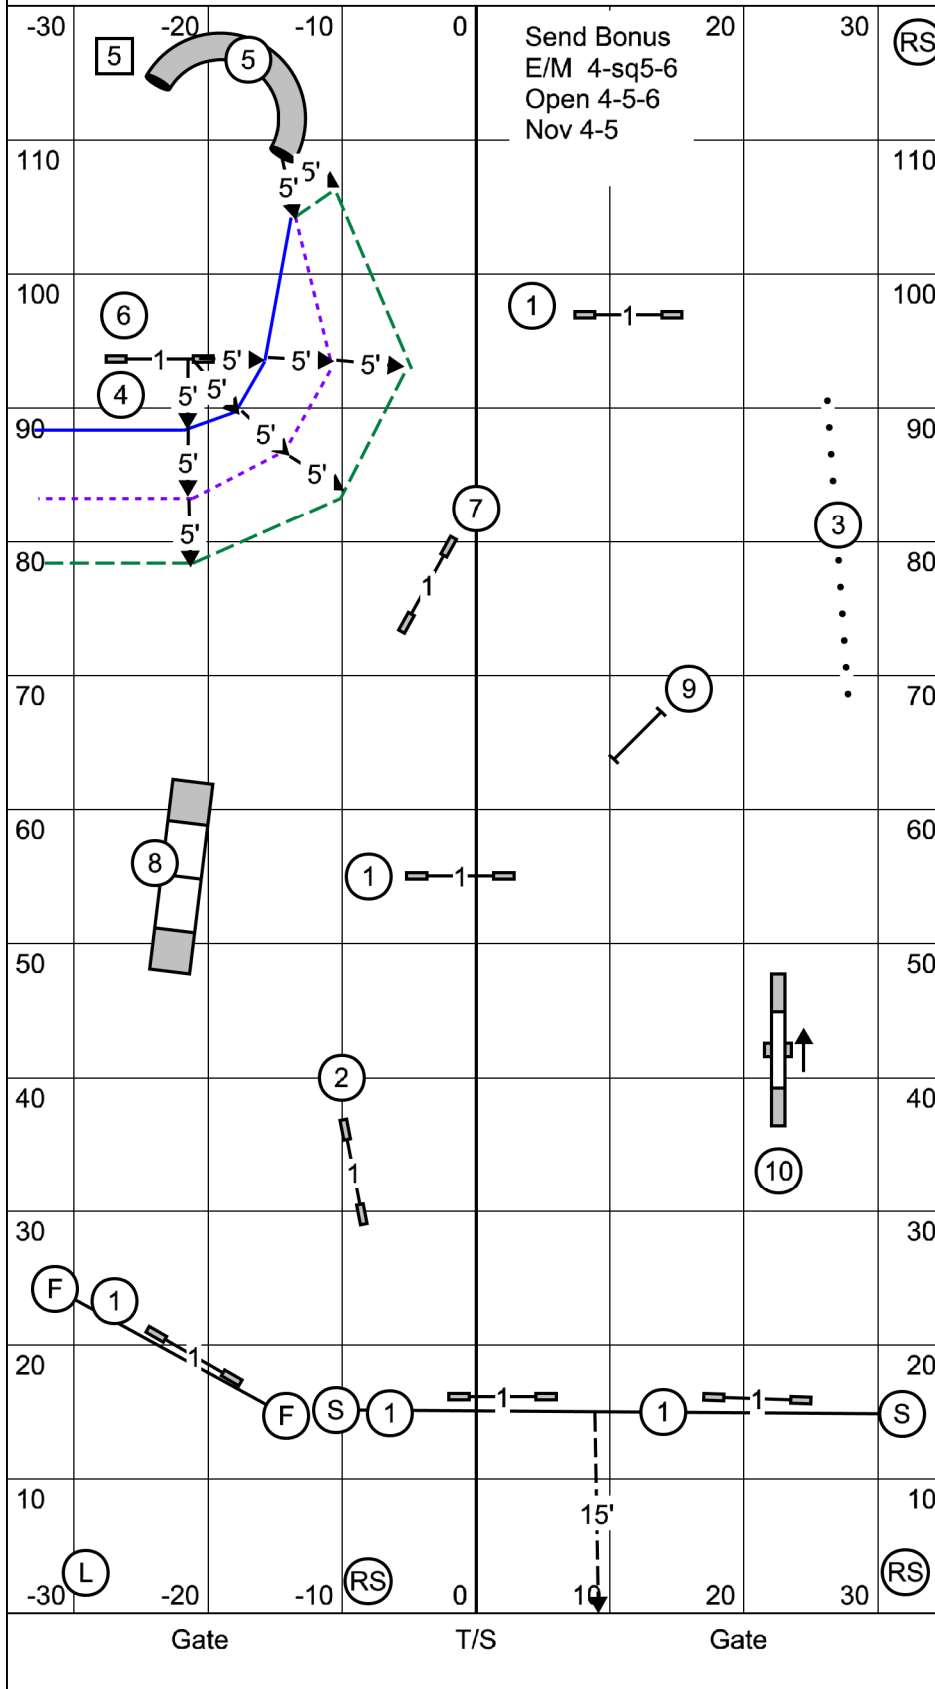 -30 -20 -10 0 20 30 RS
Send Bonus
E/M 4-sq5-6
Open 4-5-6
Nov 4-5
5 5
110 110
5' 5'
100 100
1 1
6
1 5' 5' 5'
4 5' 5'
90 90
5' 5'
5'
7
3
5'
80 80
1
70 70
9
60 60
8
1 1
50 50
2
40 40
10
1
30 30
F 1
20 20
1
1 1
F S 1 1 S
10 10
15'
L RS RS
-30 -20 -10 0 10 20 30
Gate T/S Gate